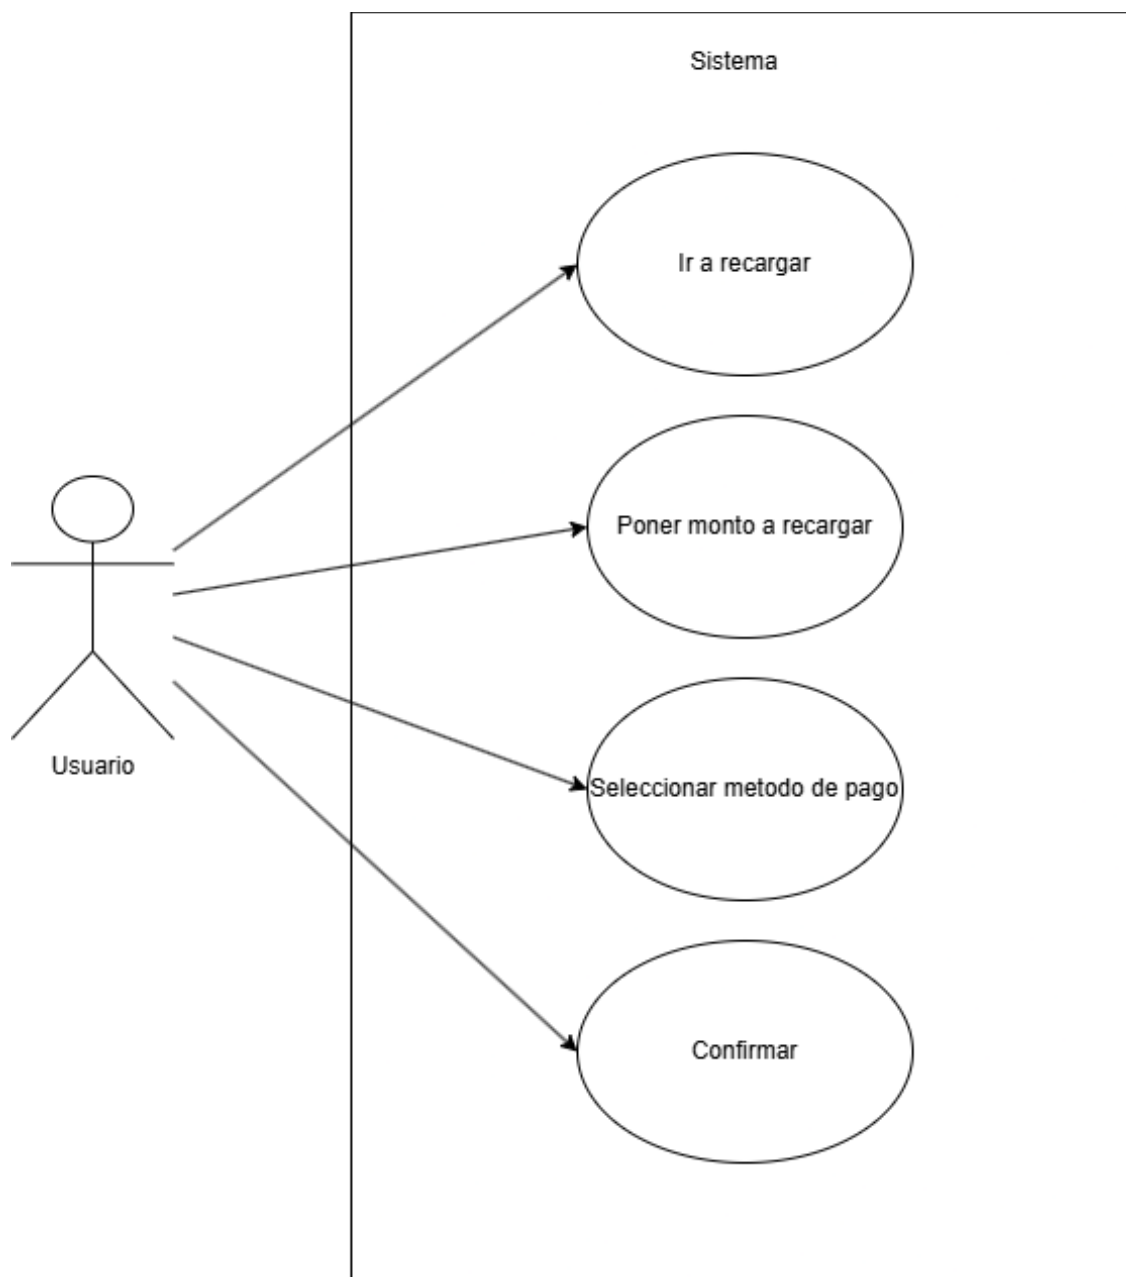 Sistema
Ir a recargar
Poner monto a recargar
Usuario
Seleccionar metodo de pago
Confirmar